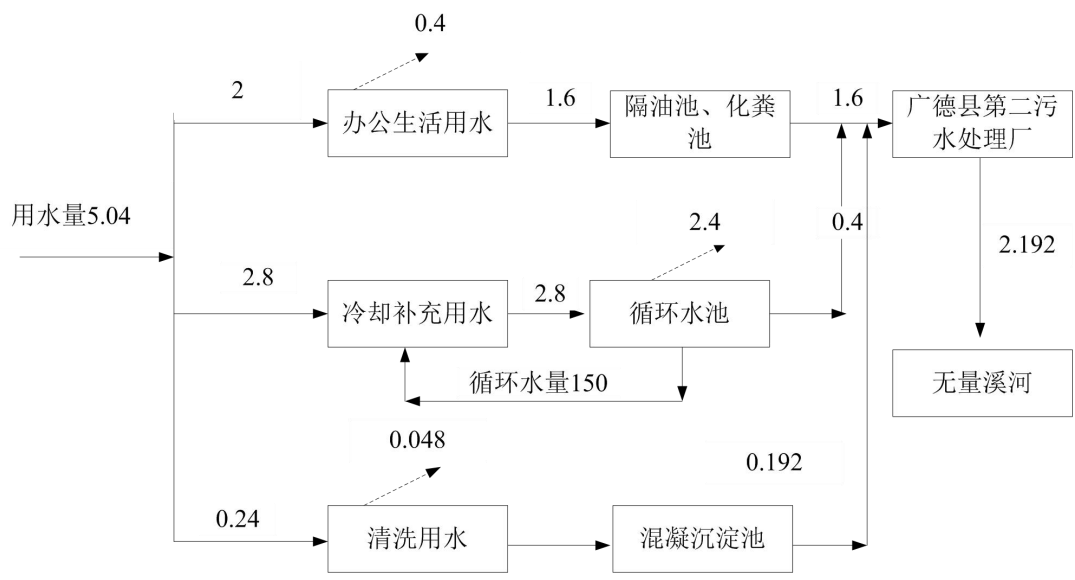 0.4
2
1.6
1.6
办公生活用水
隔油池、化粪
池
广德县第二污
水处理厂
用水量5.04
2.4
0.4
2.192
2.8
2.8
冷却补充用水
循环水池
循环水量150
无量溪河
0.048
0.192
0.24
清洗用水
混凝沉淀池